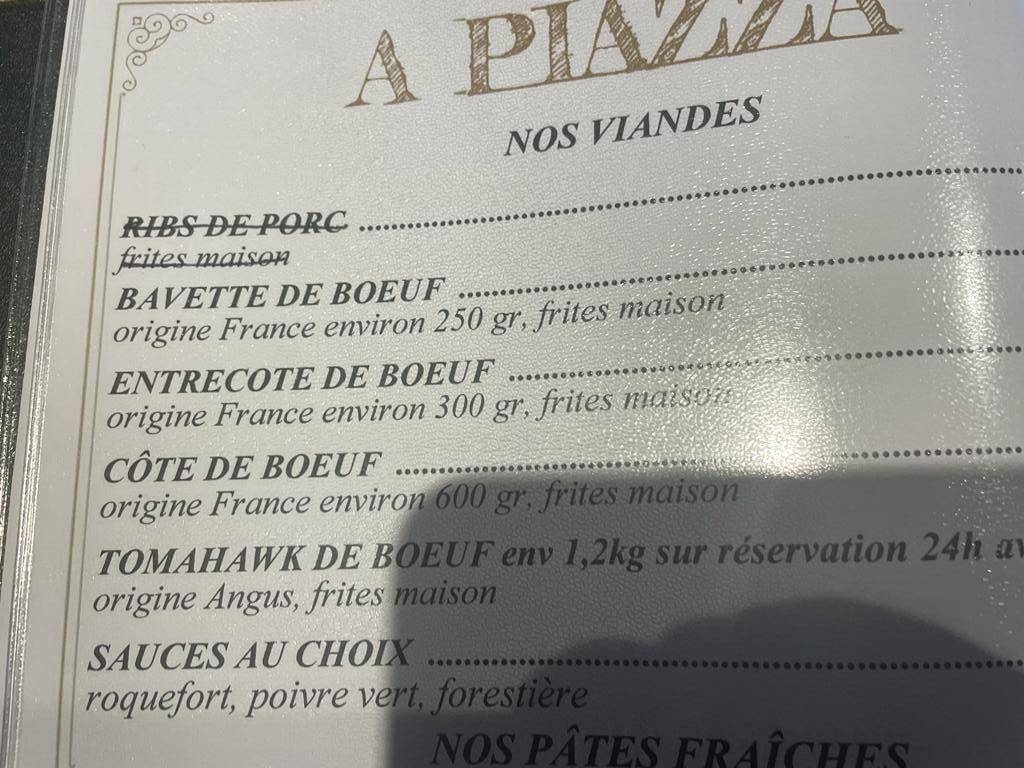 A PIAZZA
NOS VIANDES
RIBS DE PORC ........................
frites maison
BAVETTE DE BOEUF ........................
origine France environ 250 gr, frites maison
ENTRECOTE DE BOEUF ........................
origine France environ 300 gr, frites maison
CÔTE DE BOEUF ........................
origine France environ 600 gr, frites maison
TOMAHAWK DE BOEUF env 1,2kg sur réservation 24h
origine Angus, frites maison
SAUCES AU CHOIX ........................
roquefort, poivre vert, forestière
NOS PÂTES FRAÎCHES